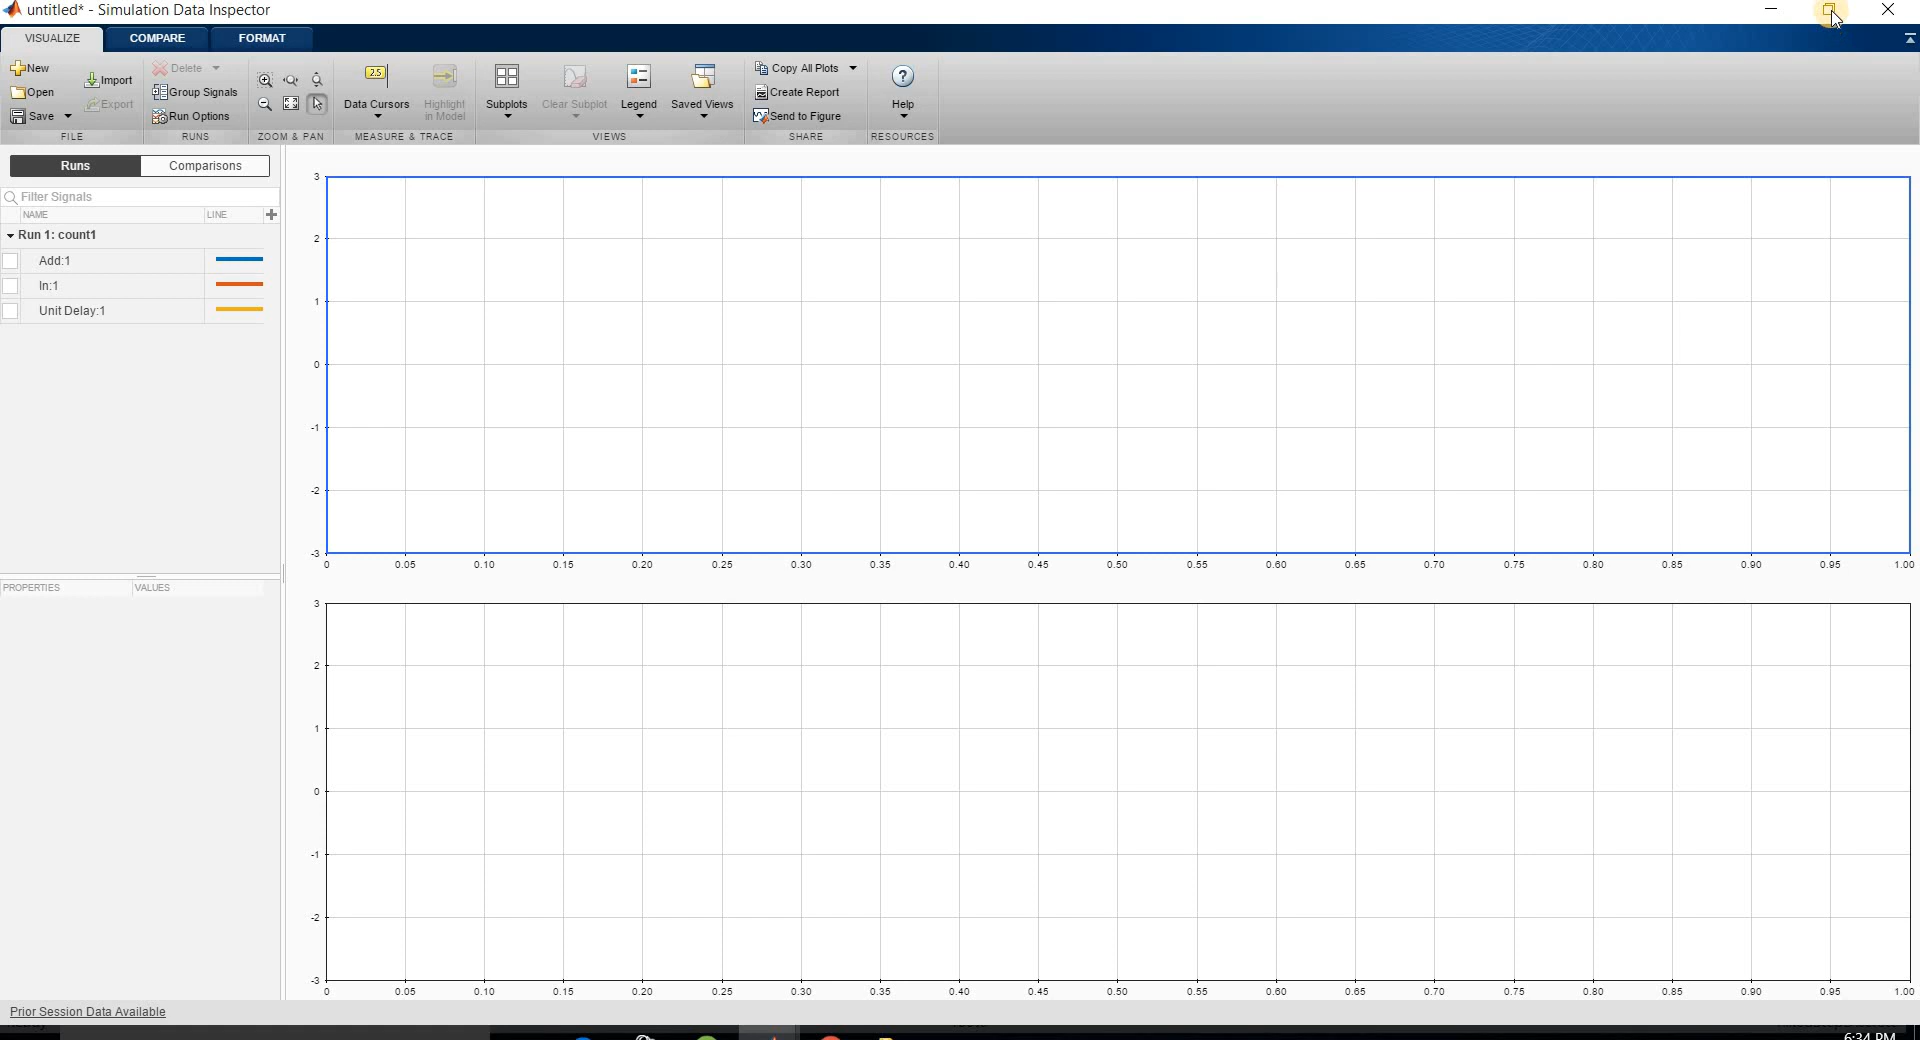 untitled* - Simulation Data Inspector
VISUALIZE COMPARE FORMAT
New
Open
Save
Import
Export
FILE
Delete
Group Signals
Run Options
RUNS
ZOOM & PAN
2.5
Data Cursors
Highlight
in Model
MEASURE & TRACE
Subplots
Clear Subplot
Legend
Saved Views
VIEWS
Copy All Plots
Create Report
Send to Figure
SHARE
?
Help
RESOURCES
Runs Comparisons
Filter Signals
NAME LINE
Run 1: count1
Add:1
In:1
Unit Delay:1
PROPERTIES VALUES
3
2
1
0
-1
-2
-3
0 0.05 0.10 0.15 0.20 0.25 0.30 0.35 0.40 0.45 0.50 0.55 0.60 0.65 0.70 0.75 0.80 0.85 0.90 0.95 1.00
3
2
1
0
-1
-2
-3
0 0.05 0.10 0.15 0.20 0.25 0.30 0.35 0.40 0.45 0.50 0.55 0.60 0.65 0.70 0.75 0.80 0.85 0.90 0.95 1.00
Prior Session Data Available
6:34 PM